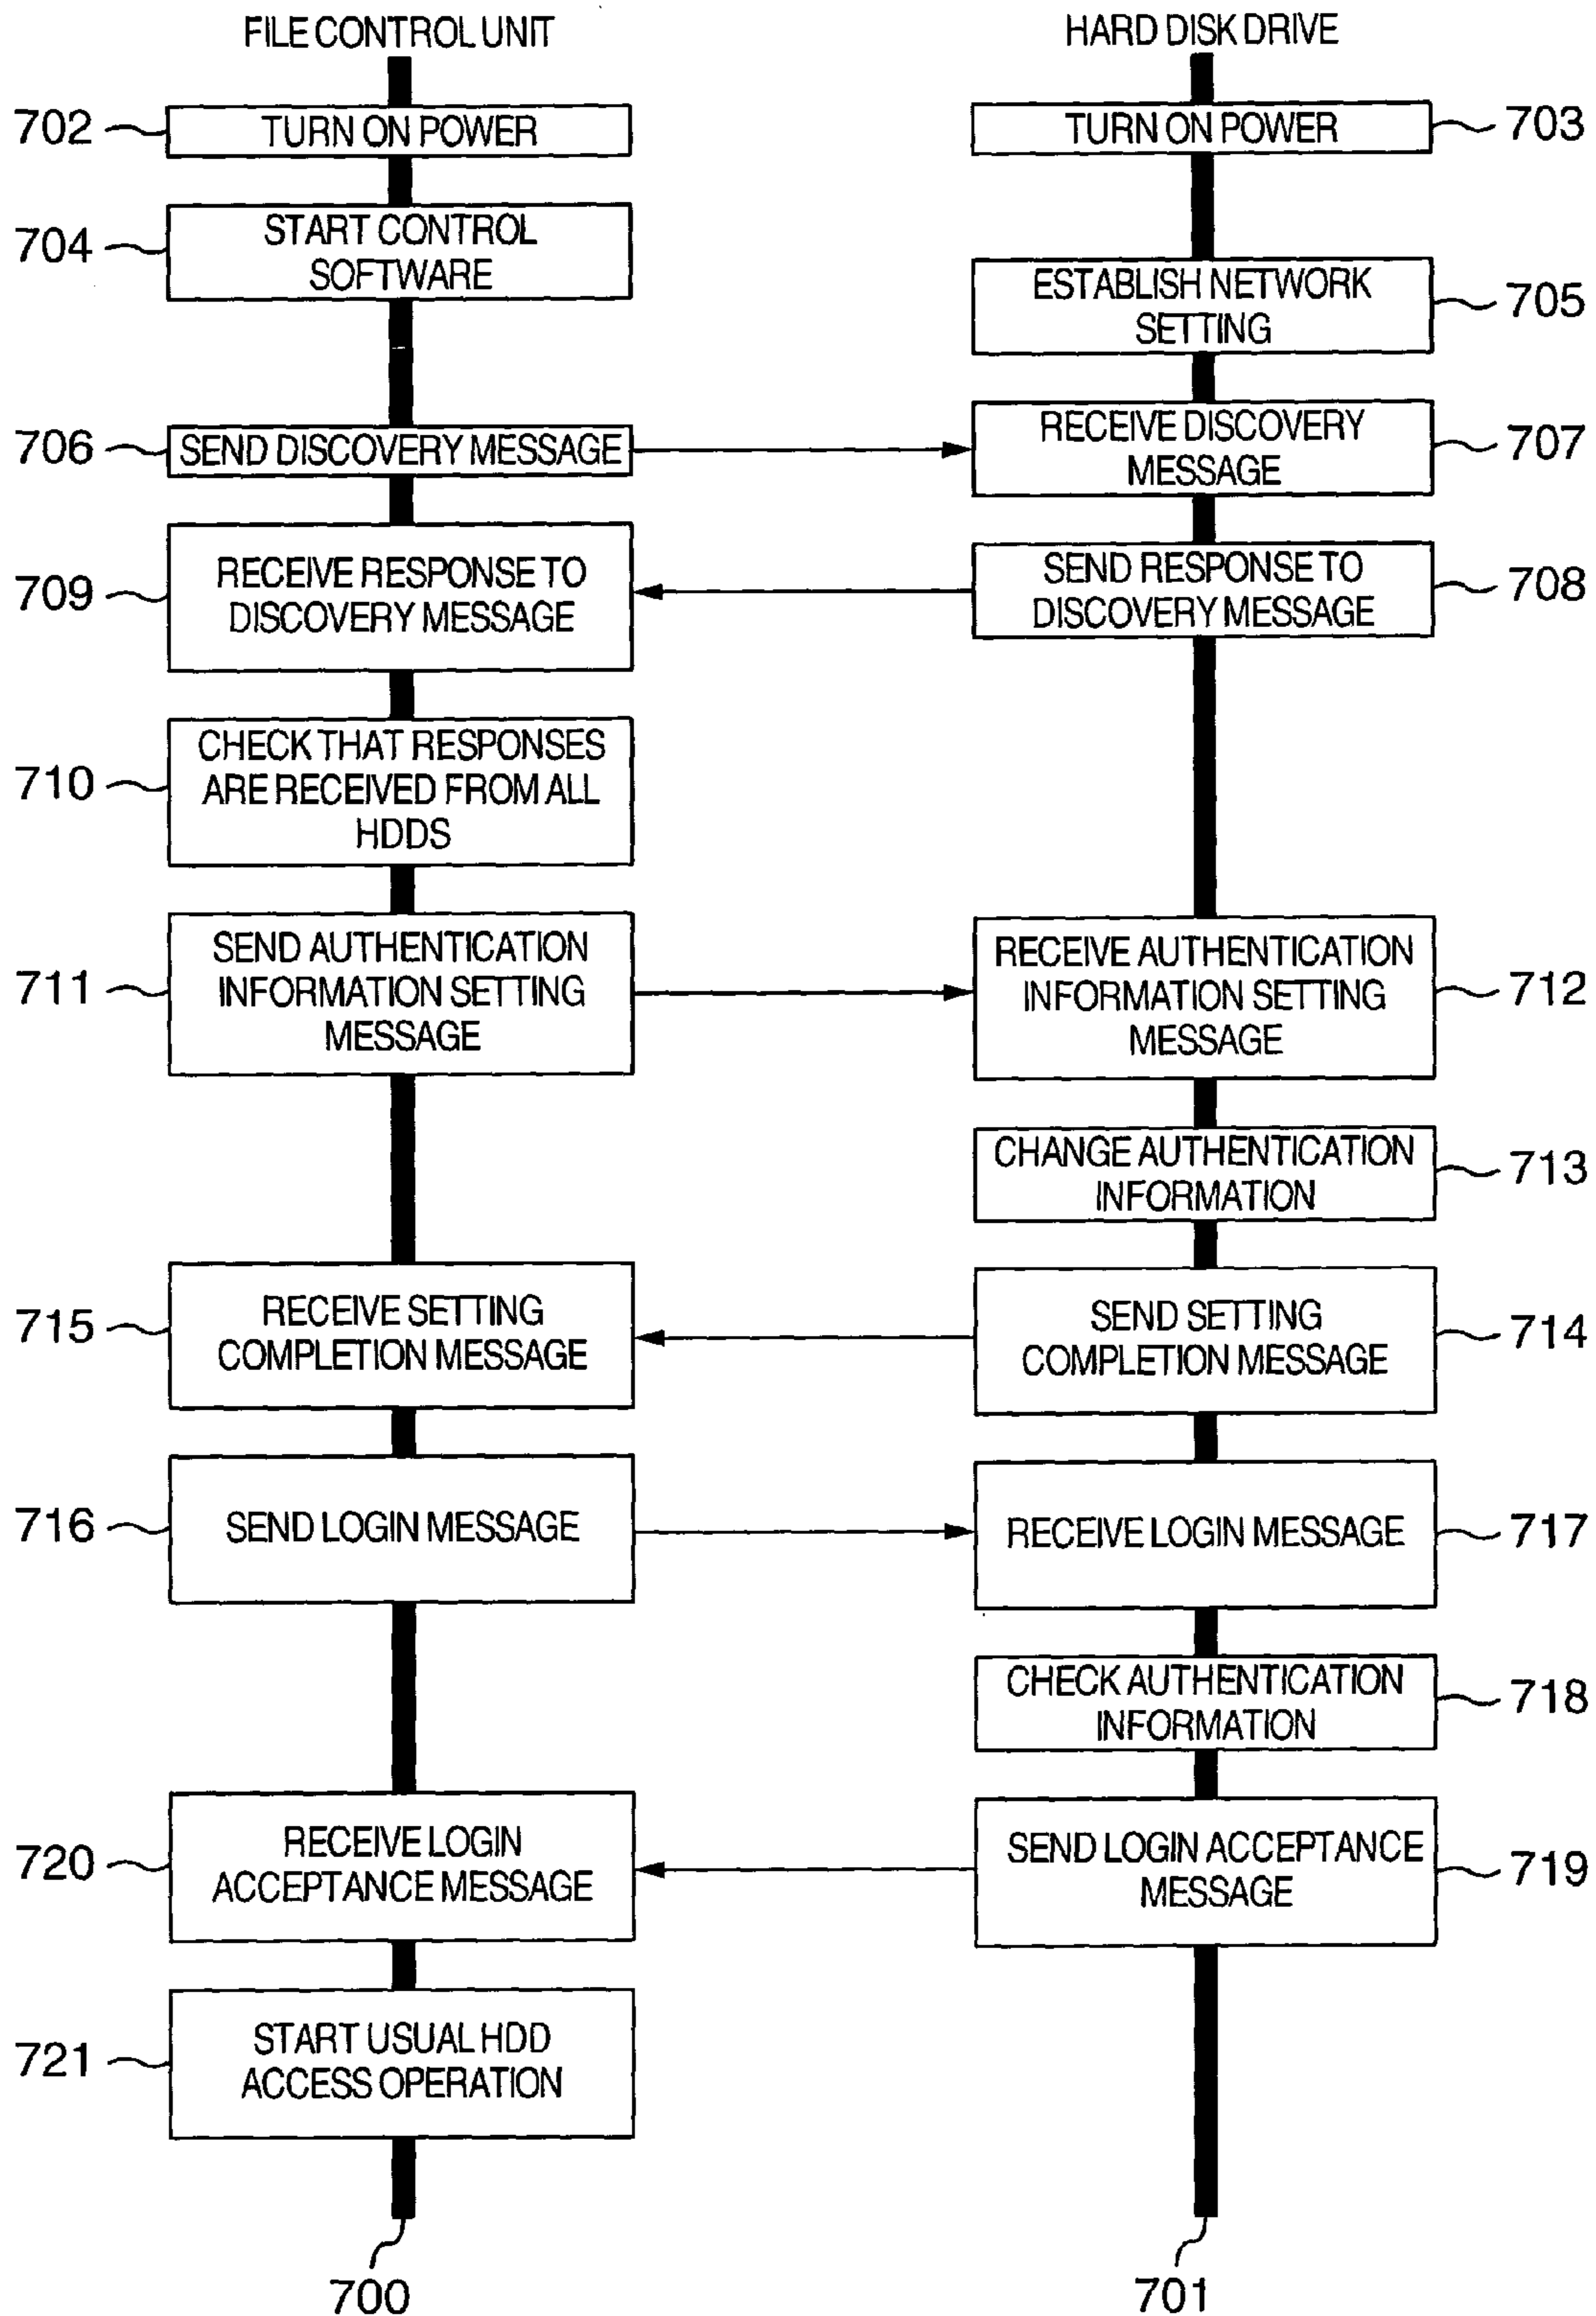 FILE CONTROL UNIT
HARD DISK DRIVE
702
TURN ON POWER
TURN ON POWER
703
704
START CONTROL
SOFTWARE
ESTABLISH NETWORK
SETTING
705
706
SEND DISCOVERY MESSAGE
RECEIVE DISCOVERY
MESSAGE
707
709
RECEIVE RESPONSE TO
DISCOVERY MESSAGE
SEND RESPONSE TO
DISCOVERY MESSAGE
708
710
CHECK THAT RESPONSES
ARE RECEIVED FROM ALL
HDDS
711
SEND AUTHENTICATION
INFORMATION SETTING
MESSAGE
RECEIVE AUTHENTICATION
INFORMATION SETTING
MESSAGE
712
CHANGE AUTHENTICATION
INFORMATION
713
715
RECEIVE SETTING
COMPLETION MESSAGE
SEND SETTING
COMPLETION MESSAGE
714
716
SEND LOGIN MESSAGE
RECEIVE LOGIN MESSAGE
717
CHECK AUTHENTICATION
INFORMATION
718
720
RECEIVE LOGIN
ACCEPTANCE MESSAGE
SEND LOGIN ACCEPTANCE
MESSAGE
719
721
START USUAL HDD
ACCESS OPERATION
700
701